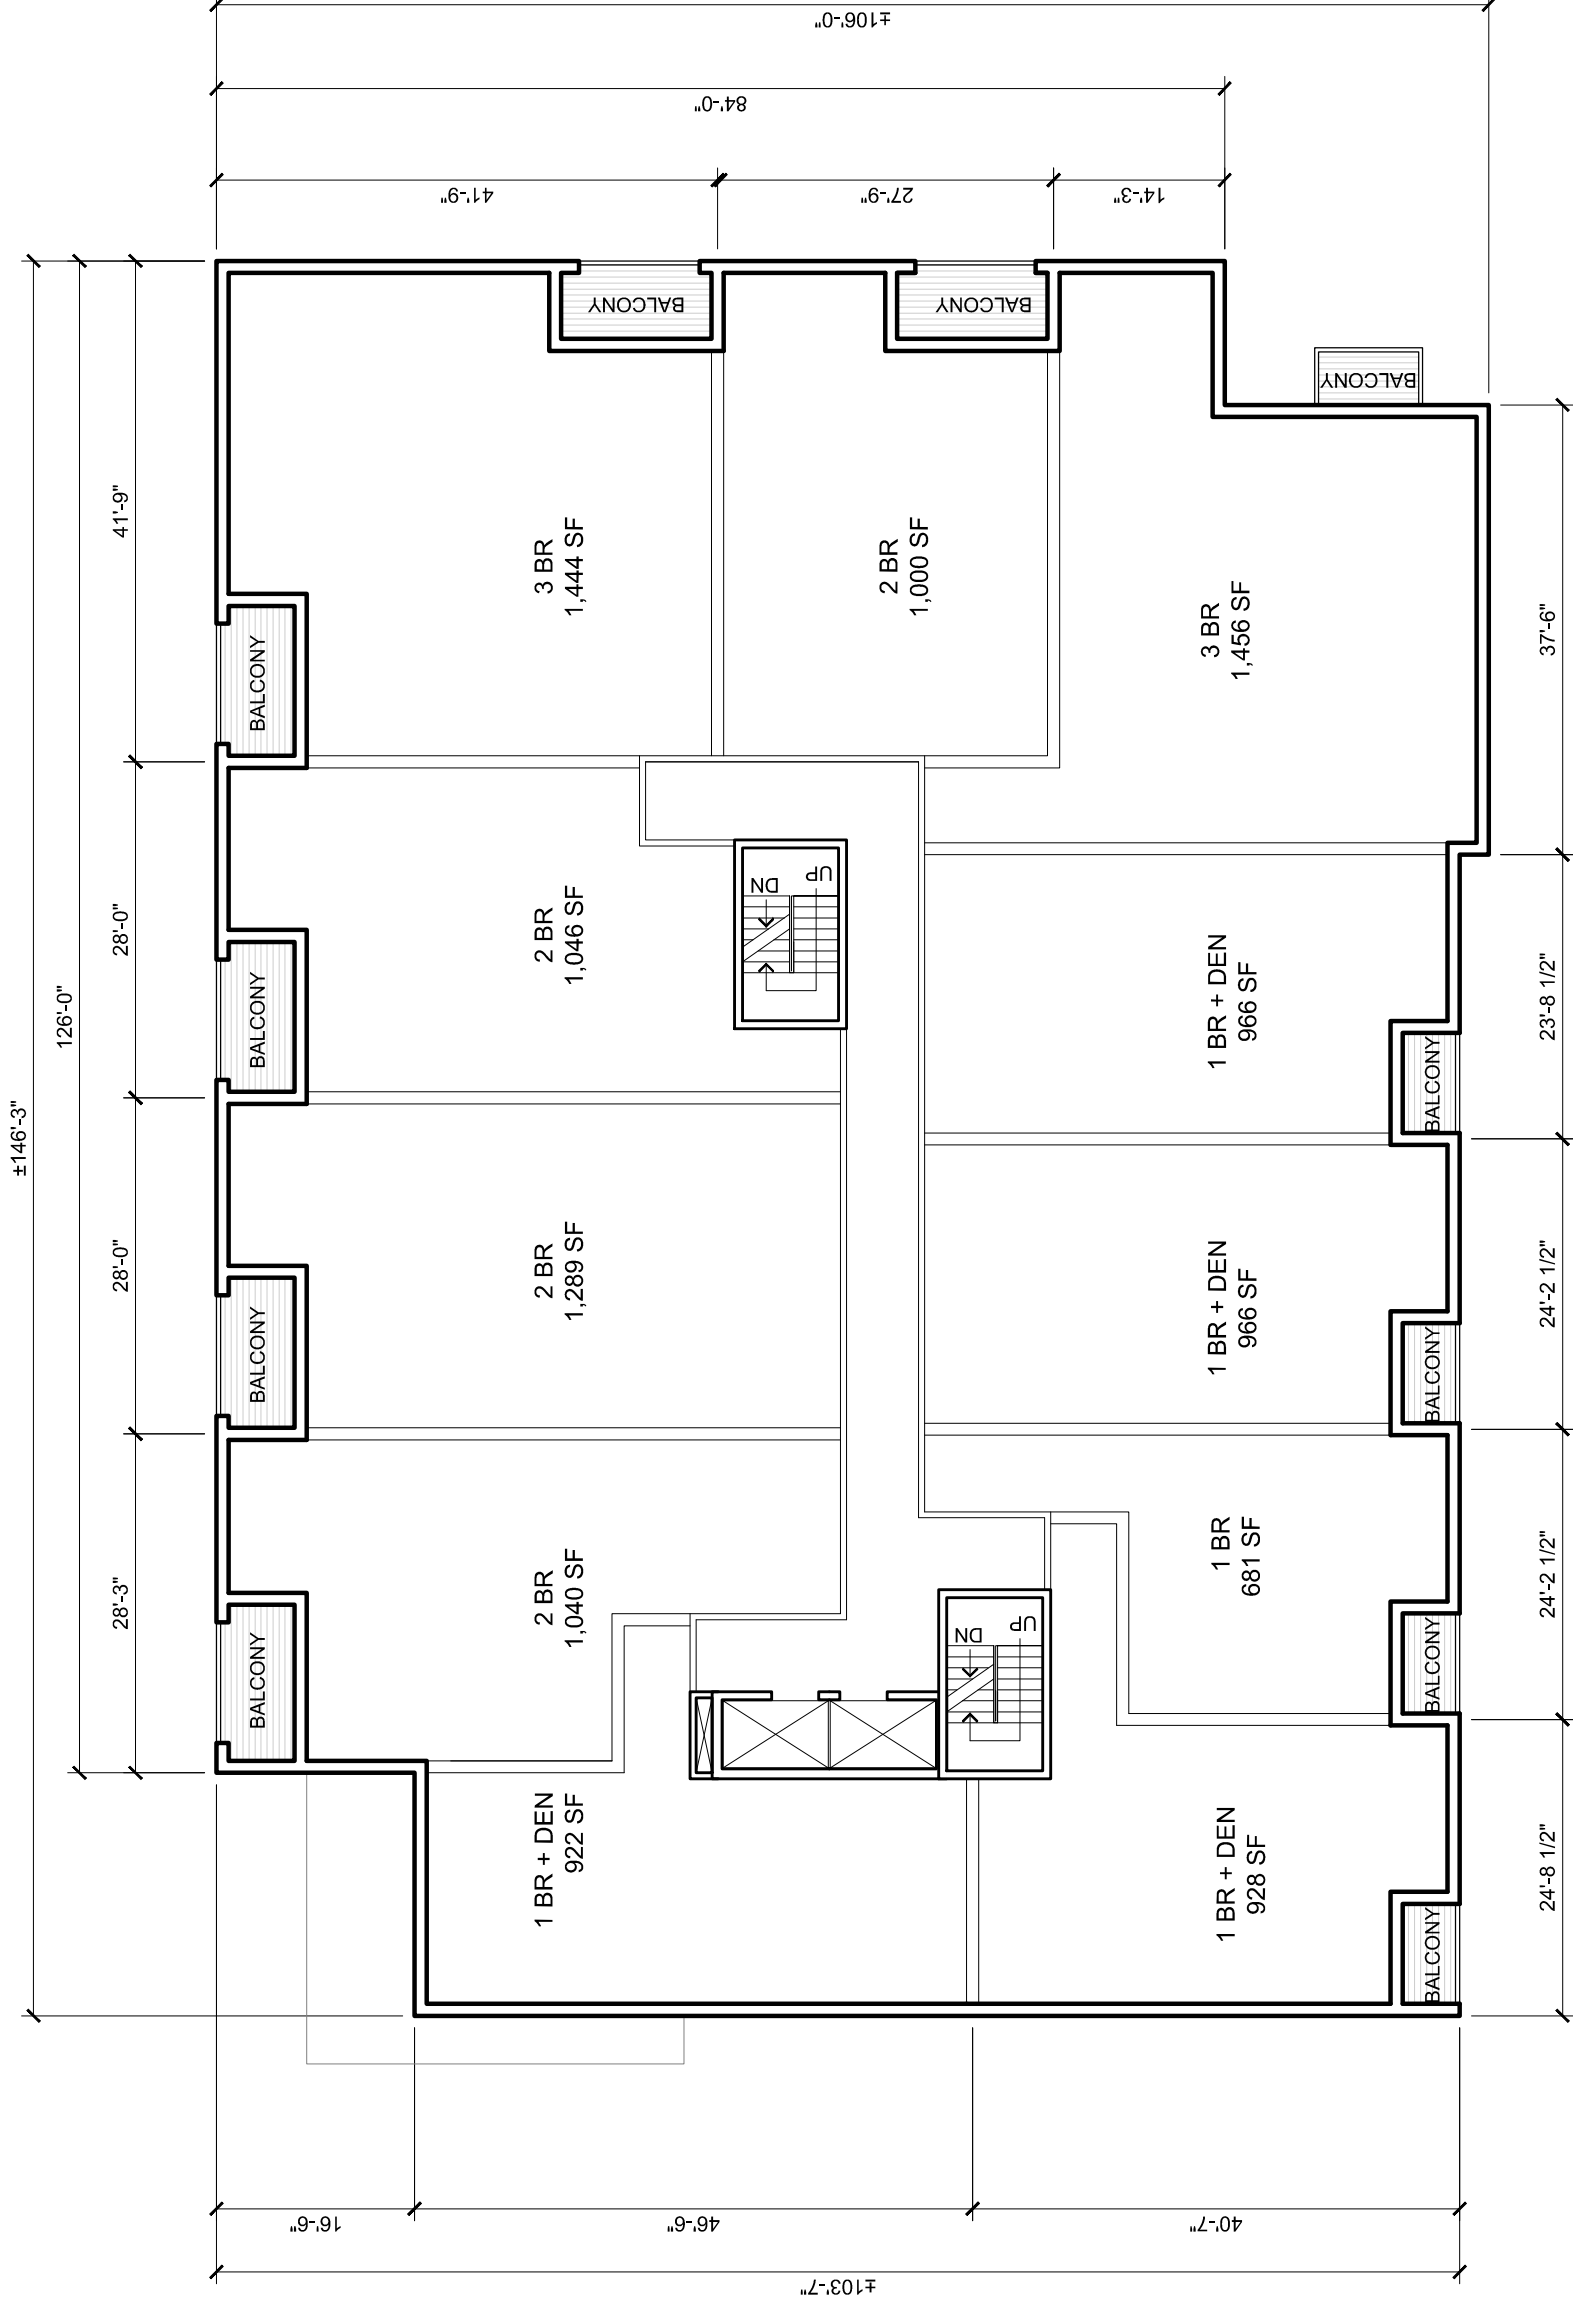 ±106'-0"
84'-0"
41'-9"
27'-9"
14'-3"
±146'-3"
126'-0"
41'-9"
28'-0"
28'-0"
28'-3"
BALCONY
BALCONY
BALCONY
BALCONY
BALCONY
BALCONY
BALCONY
3 BR
1,444 SF
2 BR
1,000 SF
3 BR
1,456 SF
2 BR
1,046 SF
DN
UP
1 BR + DEN
966 SF
BALCONY
2 BR
1,289 SF
1 BR + DEN
966 SF
BALCONY
2 BR
1,040 SF
1 BR
681 SF
BALCONY
DN
UP
1 BR + DEN
922 SF
1 BR + DEN
928 SF
BALCONY
37'-6"
23'-8 1/2"
24'-2 1/2"
24'-2 1/2"
24'-8 1/2"
16'-6"
46'-6"
40'-7"
±103'-7"